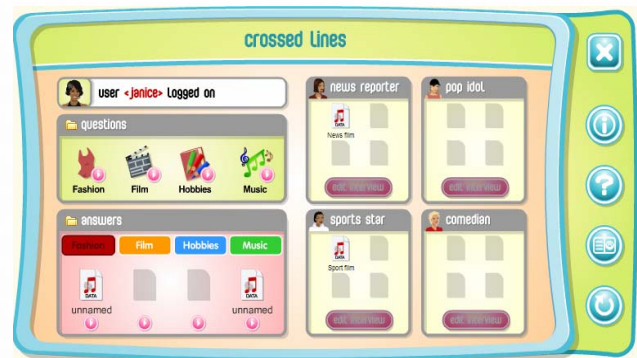 crossed Lines
user <janice> Logged on
questions
Fashion Film Hobbies Music
answers
Fashion Film Hobbies Music
DATA DATA
unnamed unnamed
news reporter
DATA
News film
edit interview
pop idol
edit interview
sports star
DATA
Sport film
edit interview
comedian
edit interview